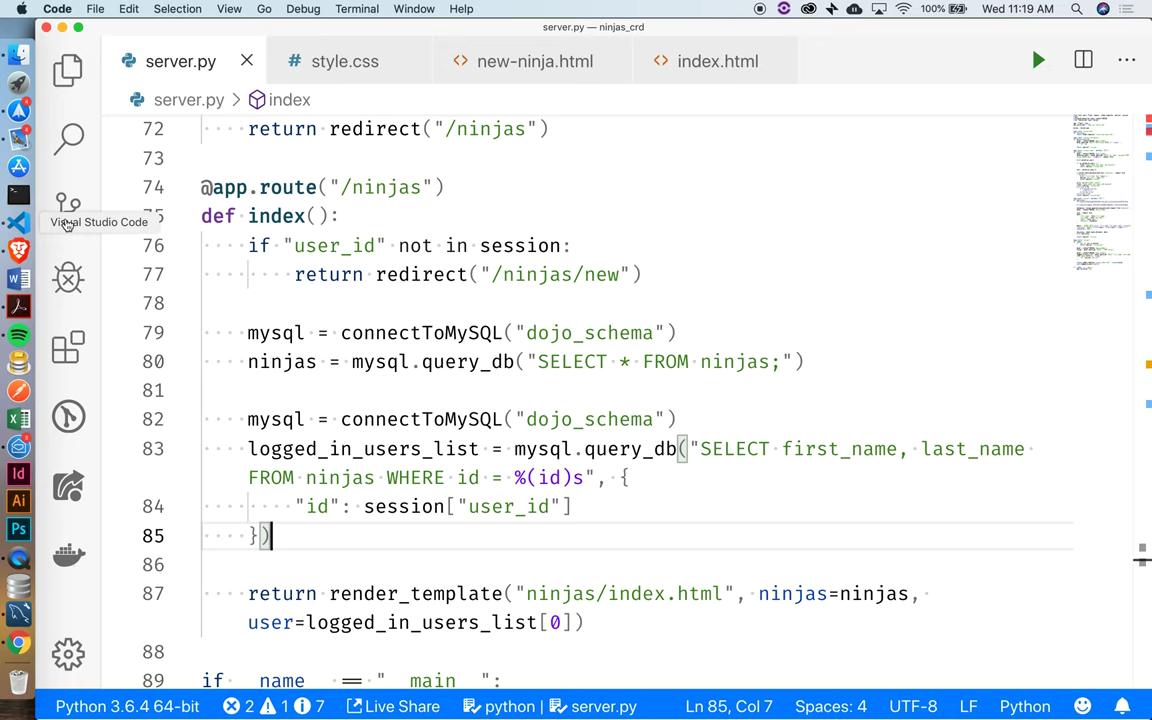 Code File Edit Selection View Go Debug Terminal Window Help 100% Wed 11:19 AM
server.py — ninjas_crd
server.py style.css new-ninja.html index.html
server.py > index
72 return redirect("/ninjas")
73
74 @app.route("/ninjas")
75 def index():
Visual Studio Code
76 if "user_id" not in session:
77 return redirect("/ninjas/new")
78
79 mysql = connectToMySQL("dojo_schema")
80 ninjas = mysql.query_db("SELECT * FROM ninjas;")
81
82 mysql = connectToMySQL("dojo_schema")
83 logged_in_users_list = mysql.query_db("SELECT first_name, last_name
FROM ninjas WHERE id = %(id)s", {
84 "id": session["user_id"]
85 })
86
87 return render_template("ninjas/index.html", ninjas=ninjas,
user=logged_in_users_list[0])
88
89 if __name__ == "__main__":
Python 3.6.4 64-bit 2 1 7 Live Share python | server.py Ln 85, Col 7 Spaces: 4 UTF-8 LF Python